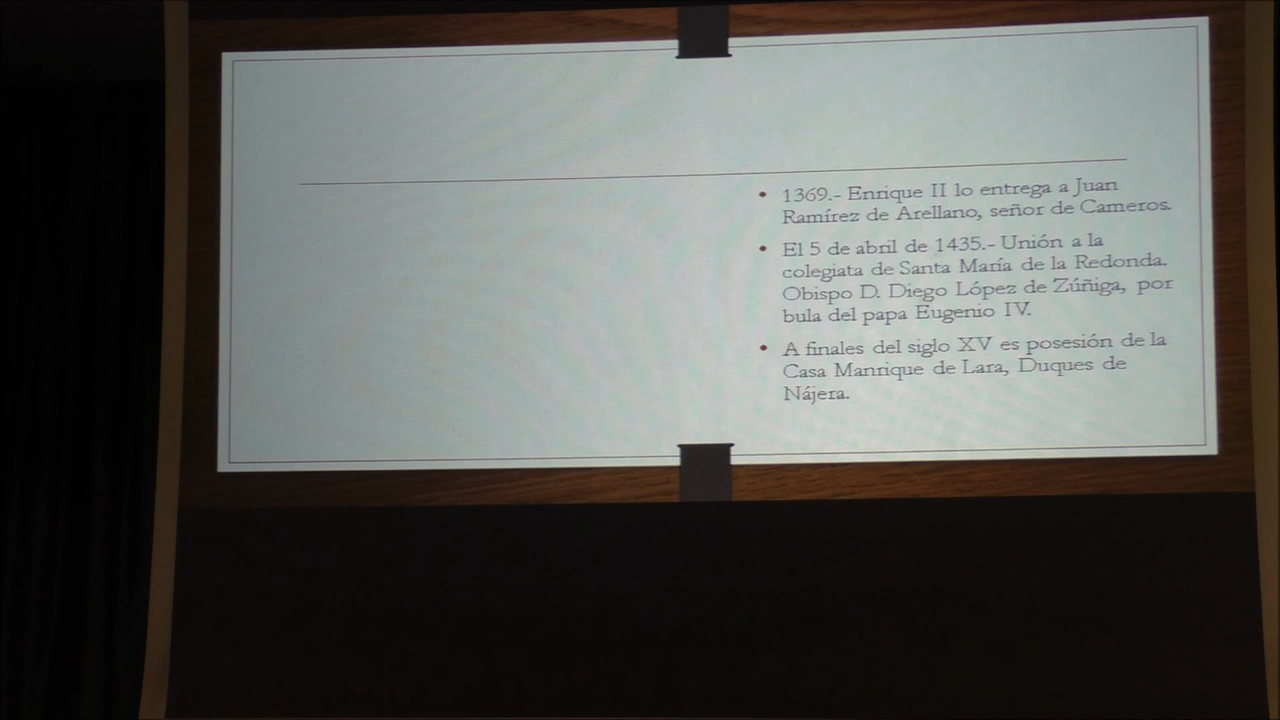 • 1369.- Enrique II lo entrega a Juan
Ramírez de Arellano, señor de Cameros.
• El 5 de abril de 1435.- Unión a la
colegiata de Santa María de la Redonda.
Obispo D. Diego López de Zúñiga, por
bula del papa Eugenio IV.
• A finales del siglo XV es posesión de la
Casa Manrique de Lara, Duques de
Nájera.